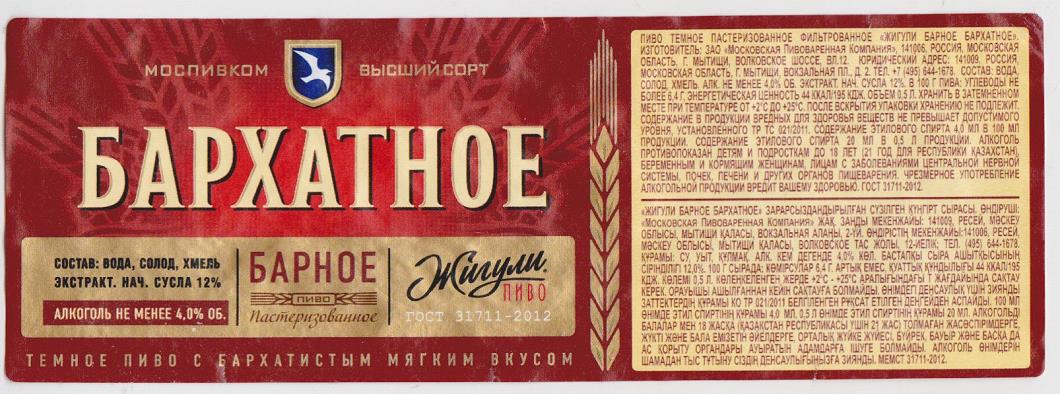 МОСПИВКОМ ВЫСШИЙ СОРТ
БАРХАТНОЕ
СОСТАВ: ВОДА, СОЛОД, ХМЕЛЬ
ЭКСТРАКТ. НАЧ. СУСЛА 12%
АЛКОГОЛЬ НЕ МЕНЕЕ 4,0% ОБ.
БАРНОЕ
ПИВО
Пастеризованное
Жигули.
ПИВО
ГОСТ 31711-2012
ТЕМНОЕ ПИВО С БАРХАТИСТЫМ МЯГКИМ ВКУСОМ
ПИВО ТЕМНОЕ ПАСТЕРИЗОВАННОЕ ФИЛЬТРОВАННОЕ «ЖИГУЛИ БАРНОЕ БАРХАТНОЕ».
ИЗГОТОВИТЕЛЬ: ЗАО «Московская Пивоваренная Компания», 141006, РОССИЯ, МОСКОВСКАЯ
ОБЛАСТЬ, Г. МЫТИЩИ, ВОЛКОВСКОЕ ШОССЕ, ВЛ.12. ЮРИДИЧЕСКИЙ АДРЕС: 141009, РОССИЯ,
МОСКОВСКАЯ ОБЛАСТЬ, Г. МЫТИЩИ, ВОКЗАЛЬНАЯ ПЛ., Д. 2. ТЕЛ. +7 (495) 644-1678. СОСТАВ: ВОДА,
СОЛОД, ХМЕЛЬ. АЛК. НЕ МЕНЕЕ 4,0% ОБ. ЭКСТРАКТ. НАЧ. СУСЛА 12%. В 100 Г ПИВА: УГЛЕВОДЫ НЕ
БОЛЕЕ 6,4 Г, ЭНЕРГЕТИЧЕСКАЯ ЦЕННОСТЬ 44 ККАЛ/195 КДЖ. ОБЪЕМ 0,5 Л. ХРАНИТЬ В ЗАТЕМНЁННОМ
МЕСТЕ ПРИ ТЕМПЕРАТУРЕ ОТ +2°С ДО +25°С. ПОСЛЕ ВСКРЫТИЯ УПАКОВКИ ХРАНЕНИЮ НЕ ПОДЛЕЖИТ.
СОДЕРЖАНИЕ В ПРОДУКЦИИ ВРЕДНЫХ ДЛЯ ЗДОРОВЬЯ ВЕЩЕСТВ НЕ ПРЕВЫШАЕТ ДОПУСТИМОГО
УРОВНЯ, УСТАНОВЛЕННОГО ТР ТС 021/2011. СОДЕРЖАНИЕ ЭТИЛОВОГО СПИРТА 4,0 МЛ В 100 МЛ
ПРОДУКЦИИ. СОДЕРЖАНИЕ ЭТИЛОВОГО СПИРТА 20 МЛ В 0,5 Л ПРОДУКЦИИ. АЛКОГОЛЬ
ПРОТИВОПОКАЗАН ДЕТЯМ И ПОДРОСТКАМ ДО 18 ЛЕТ (21 ГОД ДЛЯ РЕСПУБЛИКИ КАЗАХСТАН),
БЕРЕМЕННЫМ И КОРМЯЩИМ ЖЕНЩИНАМ, ЛИЦАМ С ЗАБОЛЕВАНИЯМИ ЦЕНТРАЛЬНОЙ НЕРВНОЙ
СИСТЕМЫ, ПОЧЕК, ПЕЧЕНИ И ДРУГИХ ОРГАНОВ ПИЩЕВАРЕНИЯ. ЧРЕЗМЕРНОЕ УПОТРЕБЛЕНИЕ
АЛКОГОЛЬНОЙ ПРОДУКЦИИ ВРЕДИТ ВАШЕМУ ЗДОРОВЬЮ. ГОСТ 31711-2012.
«ЖИГУЛИ БАРНОЕ БАРХАТНОЕ» ЗАРАРСЫЗДАНДЫРЫЛҒАН СҮЗІЛГЕН ҚҮҢГІРТ СЫРАСЫ. ӨНДІРУШІ:
«Московская Пивоваренная Компания» ЖАҚ. ЗАҢДЫ МЕКЕНЖАЙЫ: 141009, РЕСЕЙ, МӘСКЕУ
ОБЛЫСЫ, МЫТИЩИ ҚАЛАСЫ, ВОКЗАЛЬНАЯ АЛАҢЫ, 2-ҮЙ. ӨНДІРІСТІҢ МЕКЕНЖАЙЫ:141006, РЕСЕЙ,
МӘСКЕУ ОБЛЫСЫ, МЫТИЩИ ҚАЛАСЫ, ВОЛКОВСКОЕ ТАС ЖОЛЫ, 12-ИЕЛІК; ТЕЛ. (495) 644-1678.
ҚҰРАМЫ: СУ, УЫТ, ҚҰЛМАҚ. АЛК. КЕМ ДЕГЕНДЕ 4,0% КӨЛ. БАСТАПҚЫ СЫРА АШЫТҚЫСЫНЫҢ
СІРІНДІЛІГІ 12,0%. 100 Г СЫРАДА: КӨМІРСУЛАР 6,4 Г. АРТЫҚ ЕМЕС, ҚУАТТЫҚ ҚҰНДЫЛЫҒЫ 44 ККАЛ/195
КДЖ. КӨЛЕМІ 0,5 Л. КӨЛЕҢКЕЛЕНГЕН ЖЕРДЕ +2°С - +25°С АРАЛЫҒЫНДАҒЫ Т ЖАҒДАЙЫНДА САҚТАУ
КЕРЕК. ОРАУЫШЫ АШЫЛҒАННАН КЕЙІН САҚТАУҒА БОЛМАЙДЫ. ӨНІМДЕГІ ДЕНСАУЛЫҚ ҮШІН ЗИЯНДЫ
ЗАТТЕКТЕРДІҢ ҚҰРАМЫ КО ТР 021/2011 БЕЛГІЛЕНГЕН РҰҚСАТ ЕТІЛГЕН ДЕҢГЕЙДЕН АСПАЙДЫ. 100 МЛ
ӨНІМДЕ ЭТИЛ СПИРТІНІҢ ҚҰРАМЫ 4,0 МЛ. 0,5 Л ӨНІМДЕ ЭТИЛ СПИРТІНІҢ ҚҰРАМЫ 20 МЛ. АЛКОГОЛЬДІ
БАЛАЛАР МЕН 18 ЖАСҚА (ҚАЗАҚСТАН РЕСПУБЛИКАСЫ ҮШІН 21 ЖАС) ТОЛМАҒАН ЖАСӨСПІРІМДЕРГЕ,
ЖҮКТІ ЖӘНЕ БАЛА ЕМІЗЕТІН ӘЙЕЛДЕРГЕ, ОРТАЛЫҚ ЖҮЙКЕ ЖҮЙЕСІ, БҮЙРЕК, БАУЫР ЖӘНЕ БАСҚА ДА
АС ҚОРЫТУ ОРГАНДАРЫ АУЫРАТЫН АДАМДАРҒА ІШУГЕ БОЛМАЙДЫ. АЛКОГОЛЬ ӨНІМДЕРІН
ШАМАДАН ТЫС ТҰТЫНУ СІЗДІҢ ДЕНСАУЛЫҒЫҢЫЗҒА ЗИЯНДЫ. МЕМСТ 31711-2012.